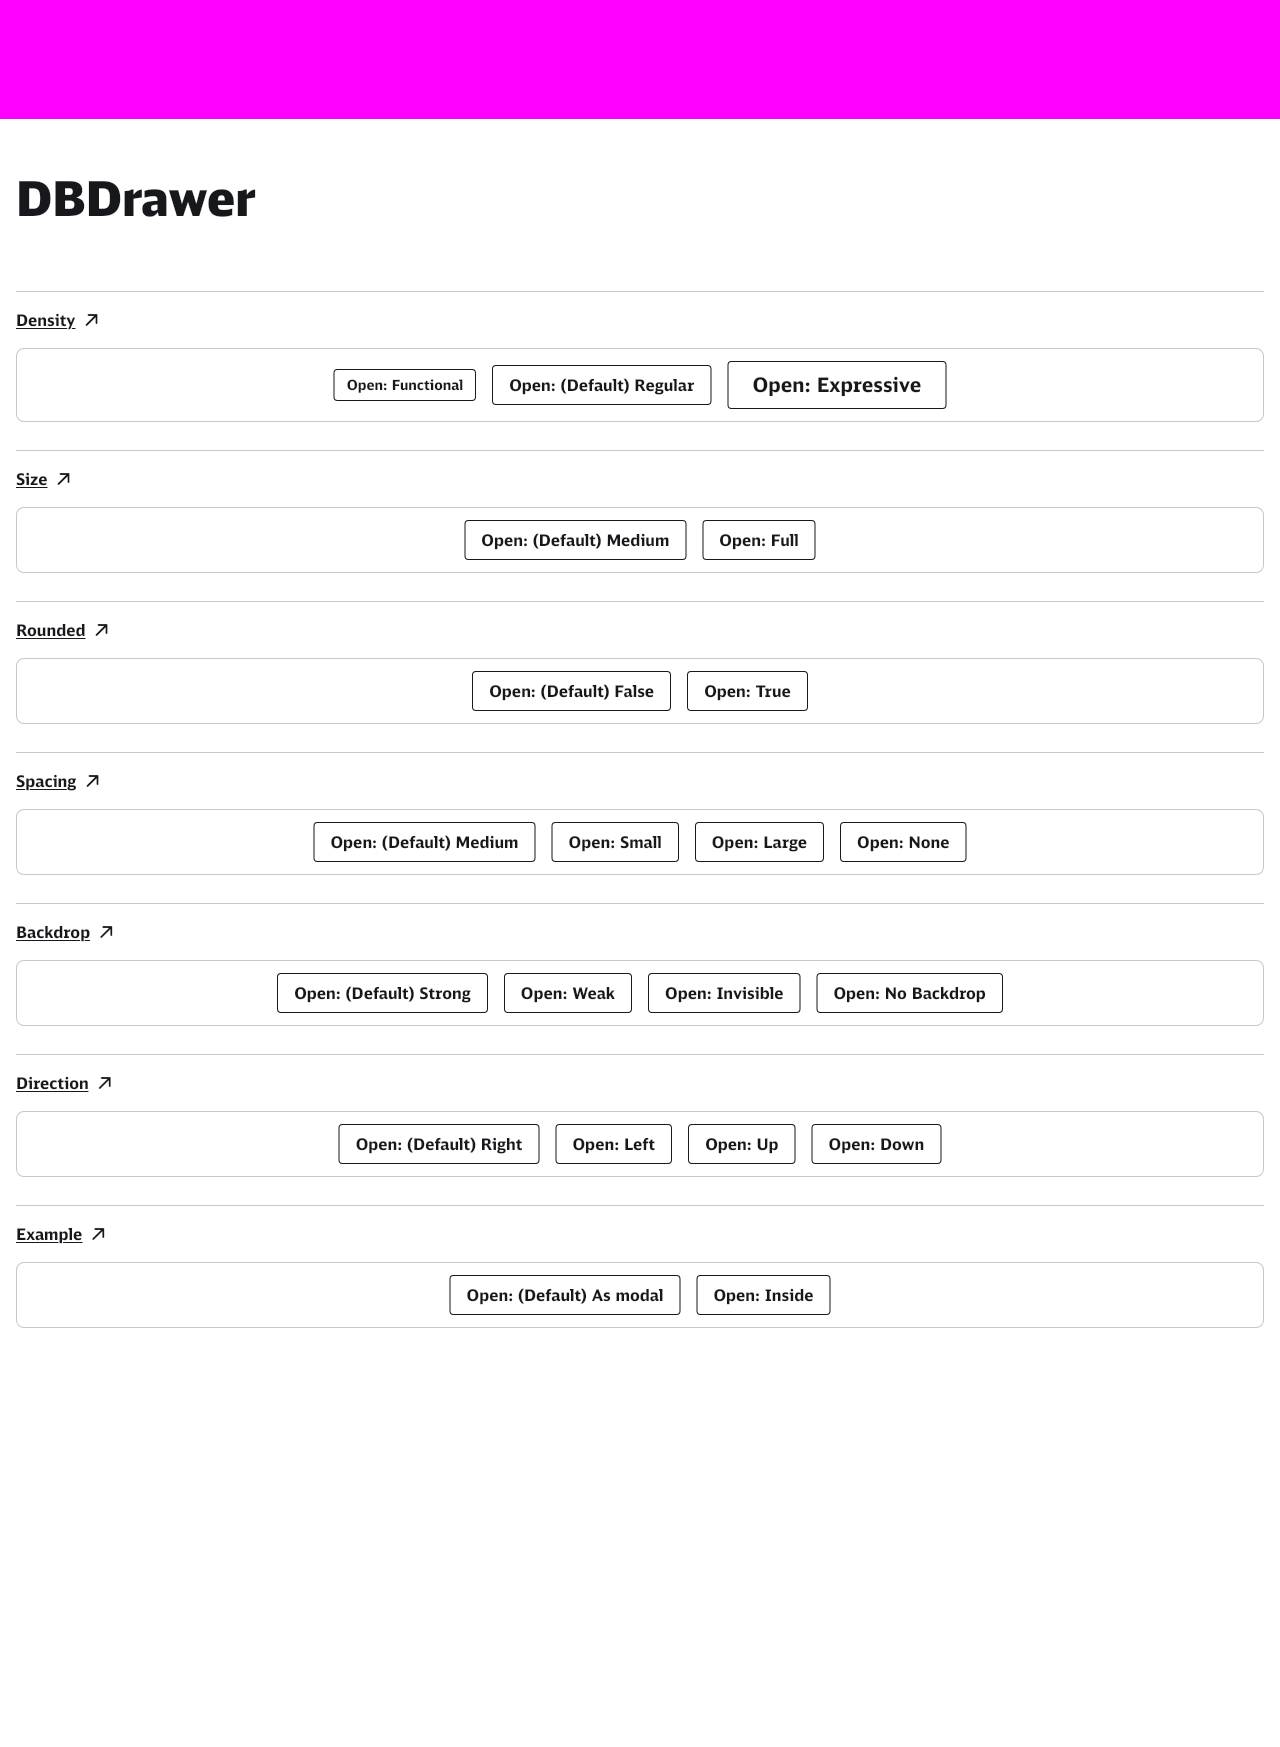 DBDrawer
Density
Open: Functional Open: (Default) Regular Open: Expressive
Size
Open: (Default) Medium Open: Full
Rounded
Open: (Default) False Open: True
Spacing
Open: (Default) Medium Open: Small Open: Large Open: None
Backdrop
Open: (Default) Strong Open: Weak Open: Invisible Open: No Backdrop
Direction
Open: (Default) Right Open: Left Open: Up Open: Down
Example
Open: (Default) As modal Open: Inside